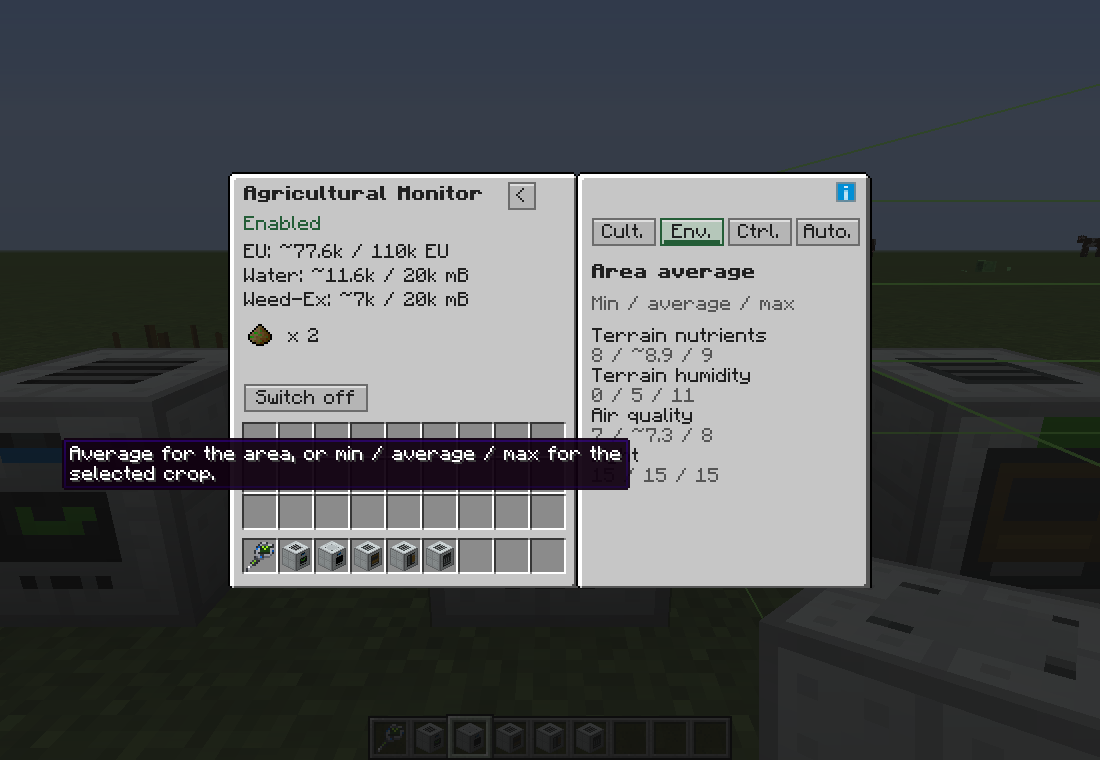 Agricultural Monitor
<
Enabled
EU: ~77.6k / 110k EU
Water: ~11.6k / 20k mB
Weed-Ex: ~7k / 20k mB
x 2
Switch off
Average for the area, or min / average / max for the
selected crop.
i
Cult. Env. Ctrl. Auto.
Area average
Min / average / max
Terrain nutrients
8 / ~8.9 / 9
Terrain humidity
0 / 5 / 11
Air quality
7 / ~7.3 / 8
15 / 15 / 15